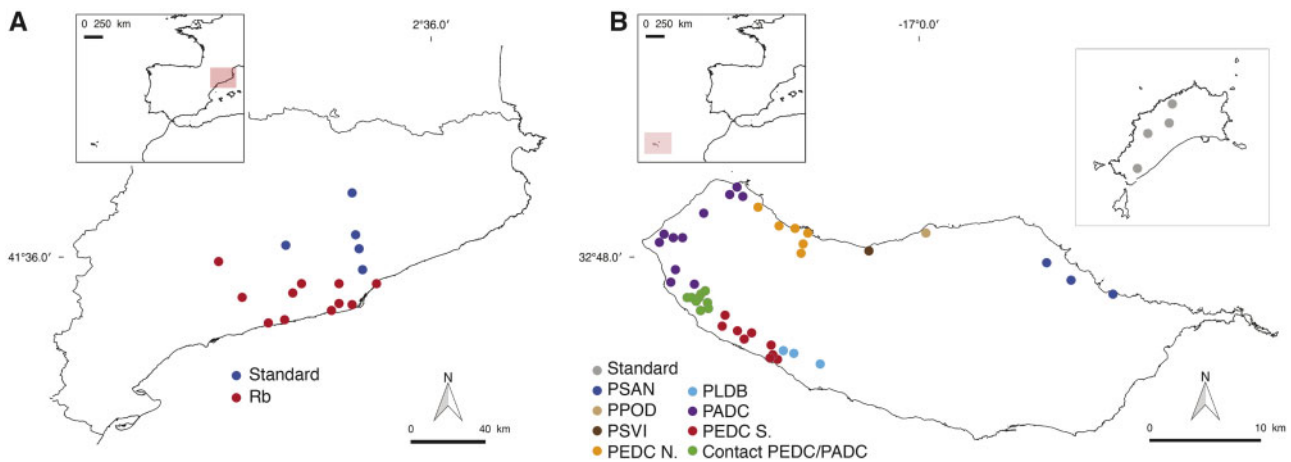 A
0 250 km
2°36.0'
41°36.0'
Standard
Rb
N
0 40 km
B
0 250 km
-17°0.0'
32°48.0'
Standard
PSAN
PPOD
PSVI
PEDC N.
PLDB
PADC
PEDC S.
Contact PEDC/PADC
N
0 10 km